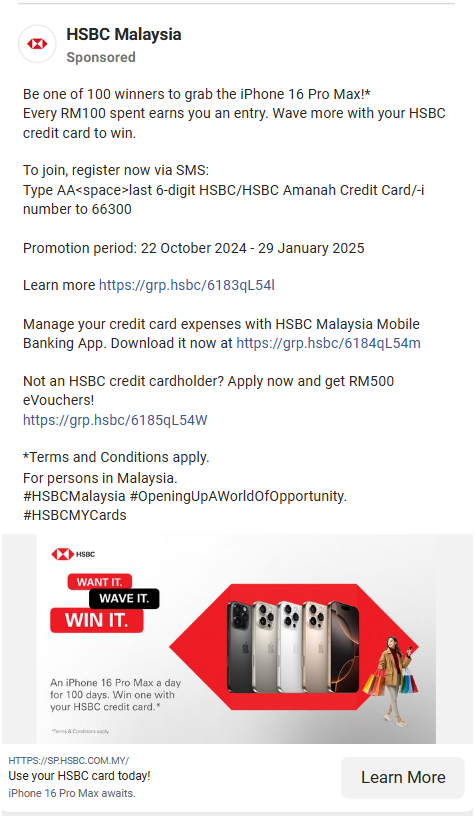 HSBC Malaysia
Sponsored
Be one of 100 winners to grab the iPhone 16 Pro Max!*
Every RM100 spent earns you an entry. Wave more with your HSBC
credit card to win.
To join, register now via SMS:
Type AA<space>last 6-digit HSBC/HSBC Amanah Credit Card/-i
number to 66300
Promotion period: 22 October 2024 - 29 January 2025
Learn more https://grp.hsbc/6183qL54l
Manage your credit card expenses with HSBC Malaysia Mobile
Banking App. Download it now at https://grp.hsbc/6184qL54m
Not an HSBC credit cardholder? Apply now and get RM500
eVouchers!
https://grp.hsbc/6185qL54W
*Terms and Conditions apply.
For persons in Malaysia.
#HSBCMalaysia #OpeningUpAWorldOfOpportunity.
#HSBCMYCards
HSBC
WANT IT.
WAVE IT.
WIN IT.
An iPhone 16 Pro Max a day
for 100 days. Win one with
your HSBC credit card.*
*Terms & Conditions apply.
HTTPS://SP.HSBC.COM.MY/
Use your HSBC card today!
iPhone 16 Pro Max awaits.
Learn More